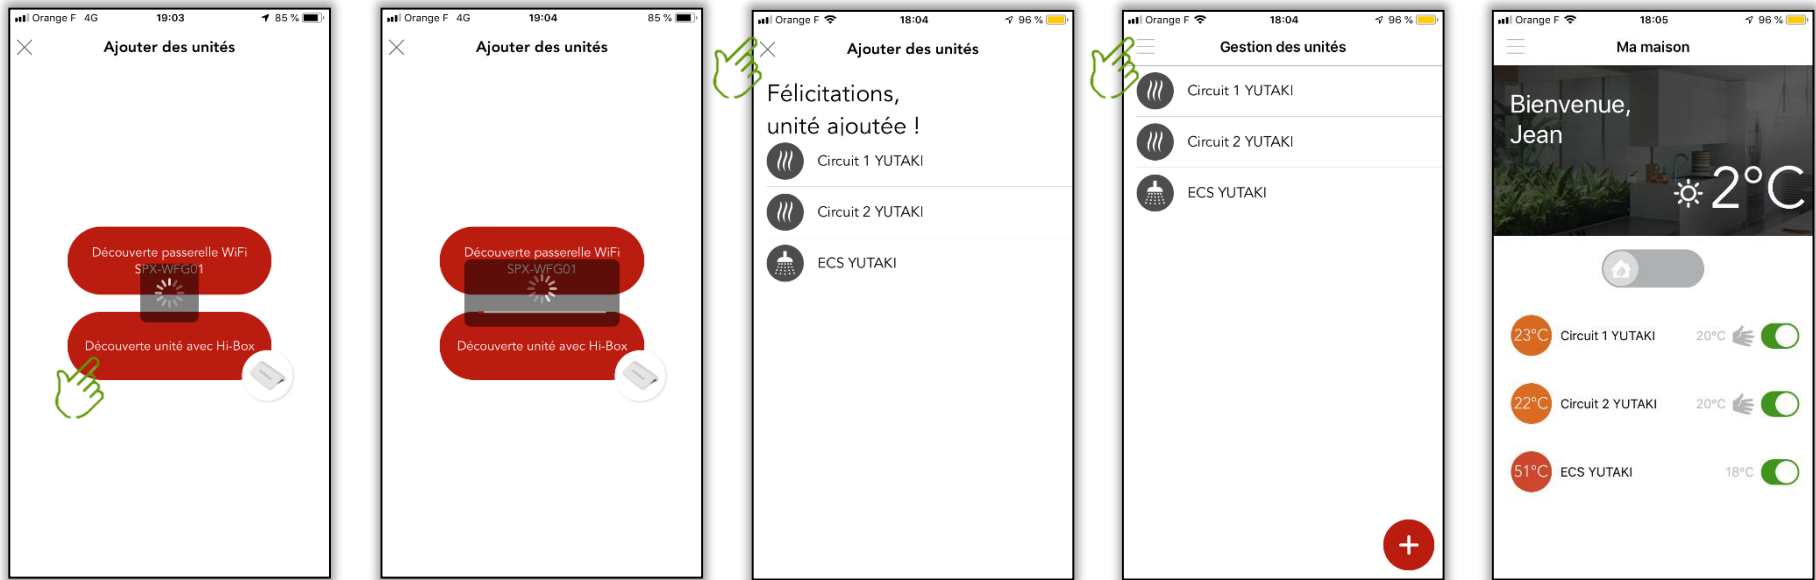 Orange F 4G 19:03 85 %
Ajouter des unités
Découverte passerelle WiFi
SPX-WFG01
Découverte unité avec Hi-Box
Orange F 4G 19:04 85 %
Ajouter des unités
Découverte passerelle WiFi
SPX-WFG01
Découverte unité avec Hi-Box
Orange F 18:04 96 %
Ajouter des unités
Félicitations,
unité ajoutée !
Circuit 1 YUTAKI
Circuit 2 YUTAKI
ECS YUTAKI
Orange F 18:04 96 %
Gestion des unités
Circuit 1 YUTAKI
Circuit 2 YUTAKI
ECS YUTAKI
+
Orange F 18:05 96 %
Ma maison
Bienvenue,
Jean
2°C
23°C Circuit 1 YUTAKI 20°C
22°C Circuit 2 YUTAKI 20°C
51°C ECS YUTAKI 18°C